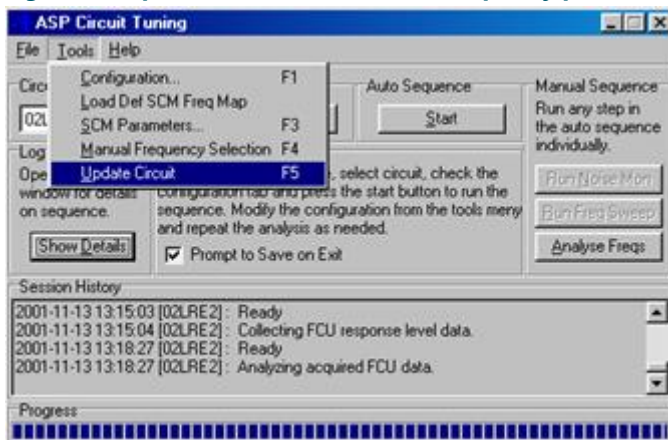 ASP Circuit Tuning
File Tools Help
Configuration... F1
Load Def SCM Freq Map
SCM Parameters... F3
Manual Frequency Selection F4
Update Circuit F5
Auto Sequence
Start
Manual Sequence
Run any step in
the auto sequence
individually.
Run Noise Mon
Run Freq Sweep
Analyse Freqs
window for details
on sequence.
Show Details
select circuit, check the
configuration tab and press the start button to run the
sequence. Modify the configuration from the tools meny
and repeat the analysis as needed.
Prompt to Save on Exit
Session History
2001-11-13 13:15:03 [02LRE2] : Ready
2001-11-13 13:15:04 [02LRE2] : Collecting FCU response level data.
2001-11-13 13:18:27 [02LRE2] : Ready
2001-11-13 13:18:27 [02LRE2] : Analyzing acquired FCU data.
Progress